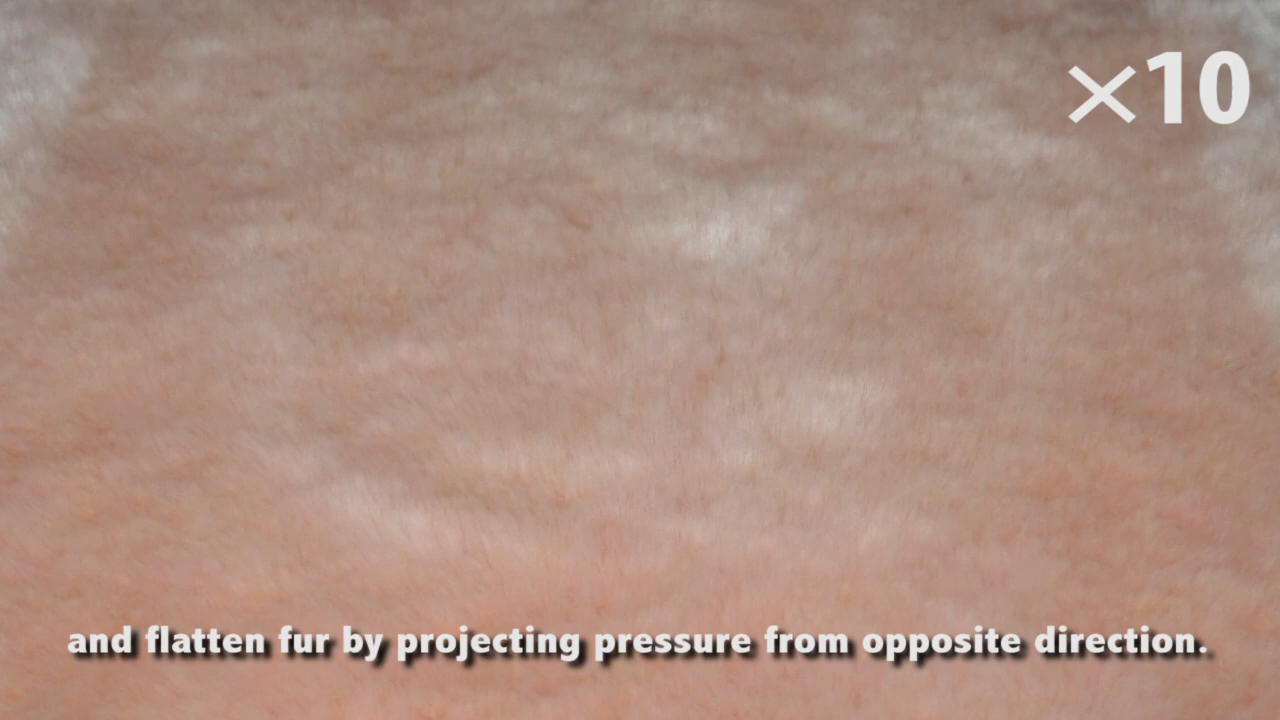 ×10
and flatten fur by projecting pressure from opposite direction.